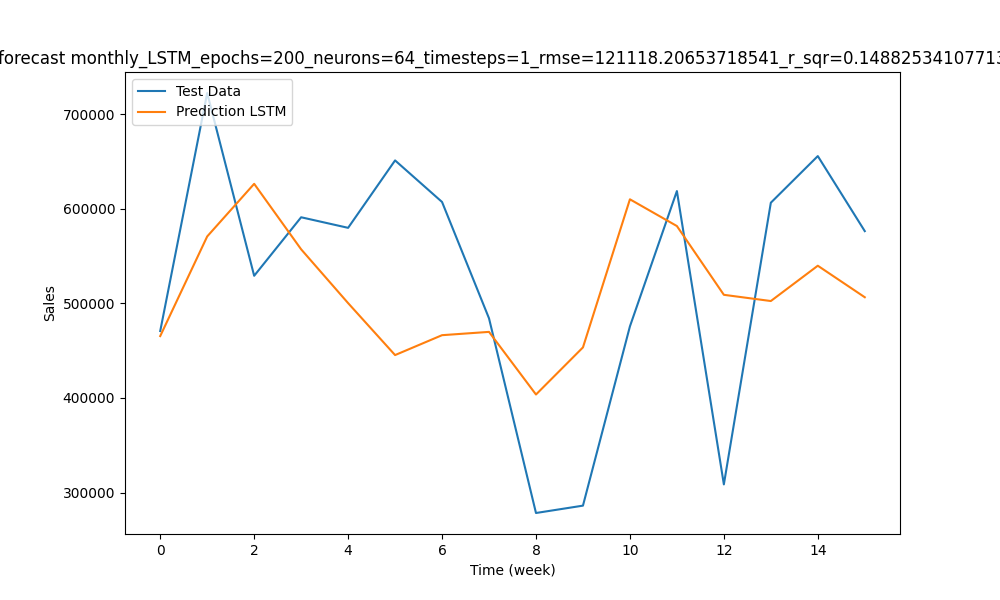 forecast monthly_LSTM_epochs=200_neurons=64_timesteps=1_rmse=121118.20653718541_r_sqr=0.14882534107713
Test Data
Prediction LSTM
700000
600000
500000
400000
300000
Sales
0 2 4 6 8 10 12 14
Time (week)